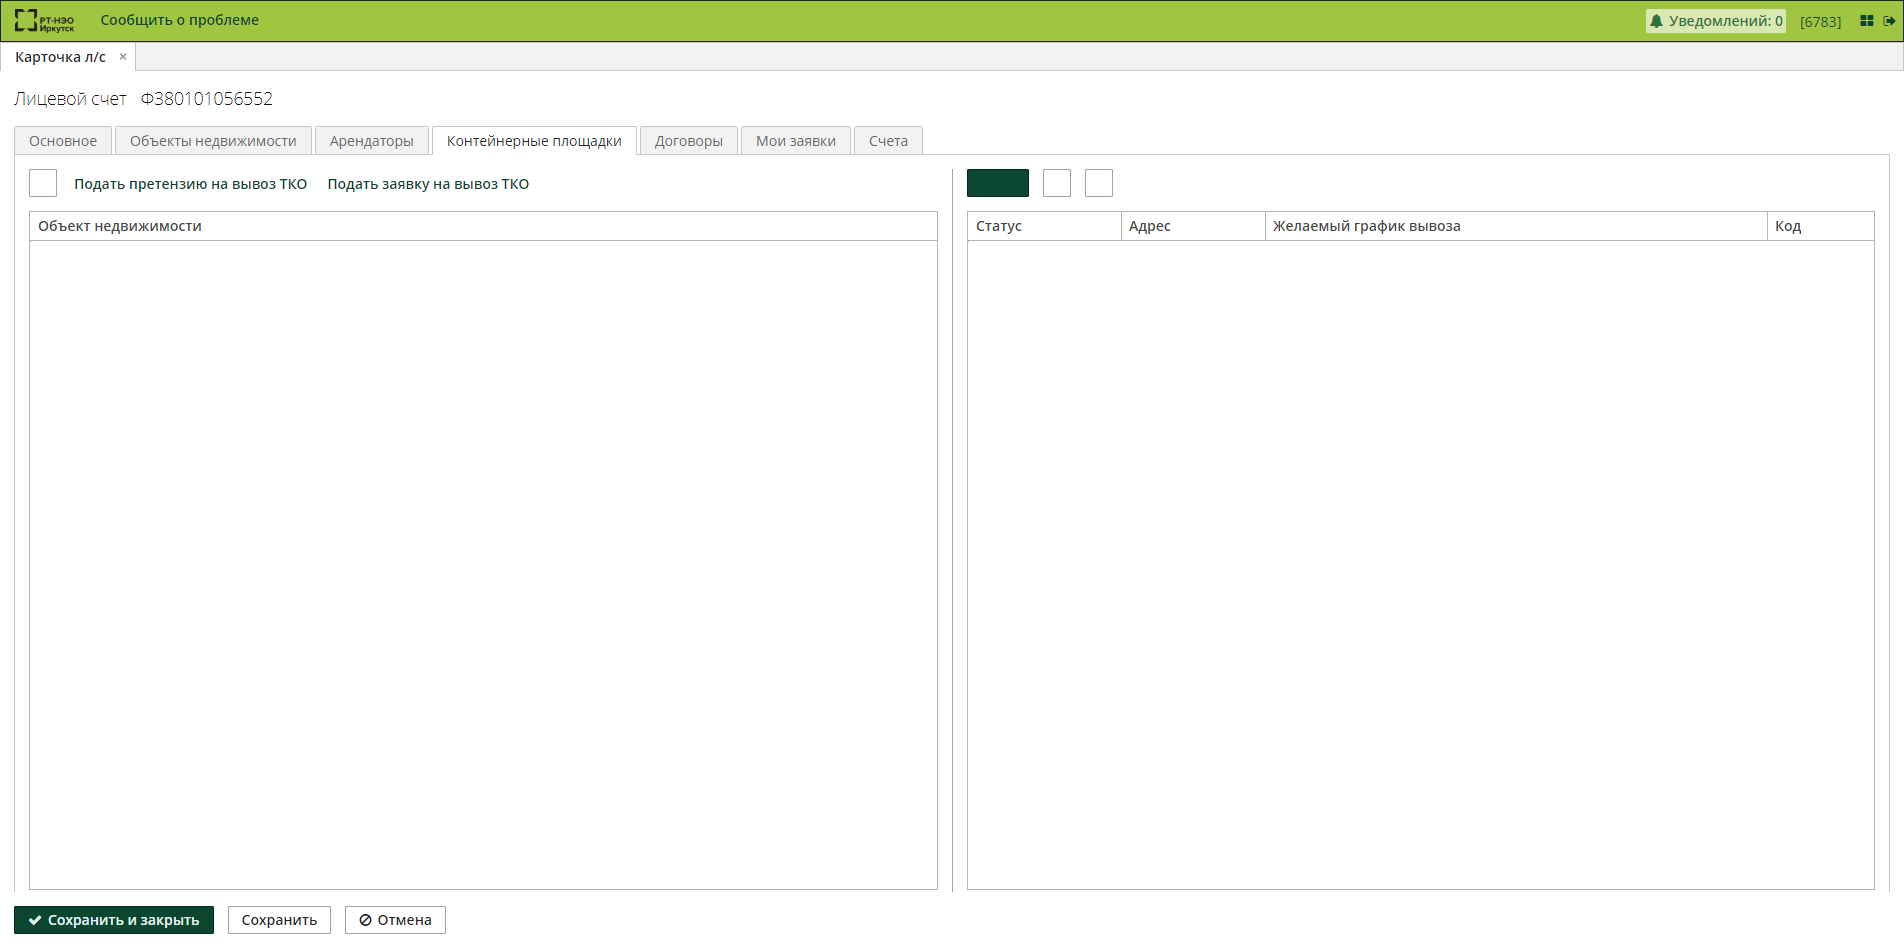 РТ-НЭО
Иркутск
Сообщить о проблеме
Уведомлений: 0
[6783]
Карточка л/с ×
Лицевой счет Ф380101056552
Основное
Объекты недвижимости
Арендаторы
Контейнерные площадки
Договоры
Мои заявки
Счета
Подать претензию на вывоз ТКО
Подать заявку на вывоз ТКО
Объект недвижимости
Статус
Адрес
Желаемый график вывоза
Код
Сохранить и закрыть
Сохранить
Отмена